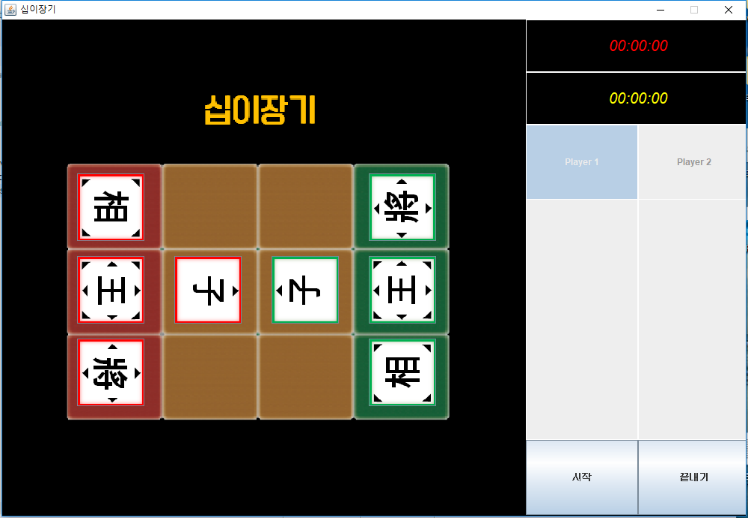 십이장기
00:00:00
00:00:00
십이장기
Player 1
Player 2
相
將
王
子
子
王
將
相
시작
끝내기